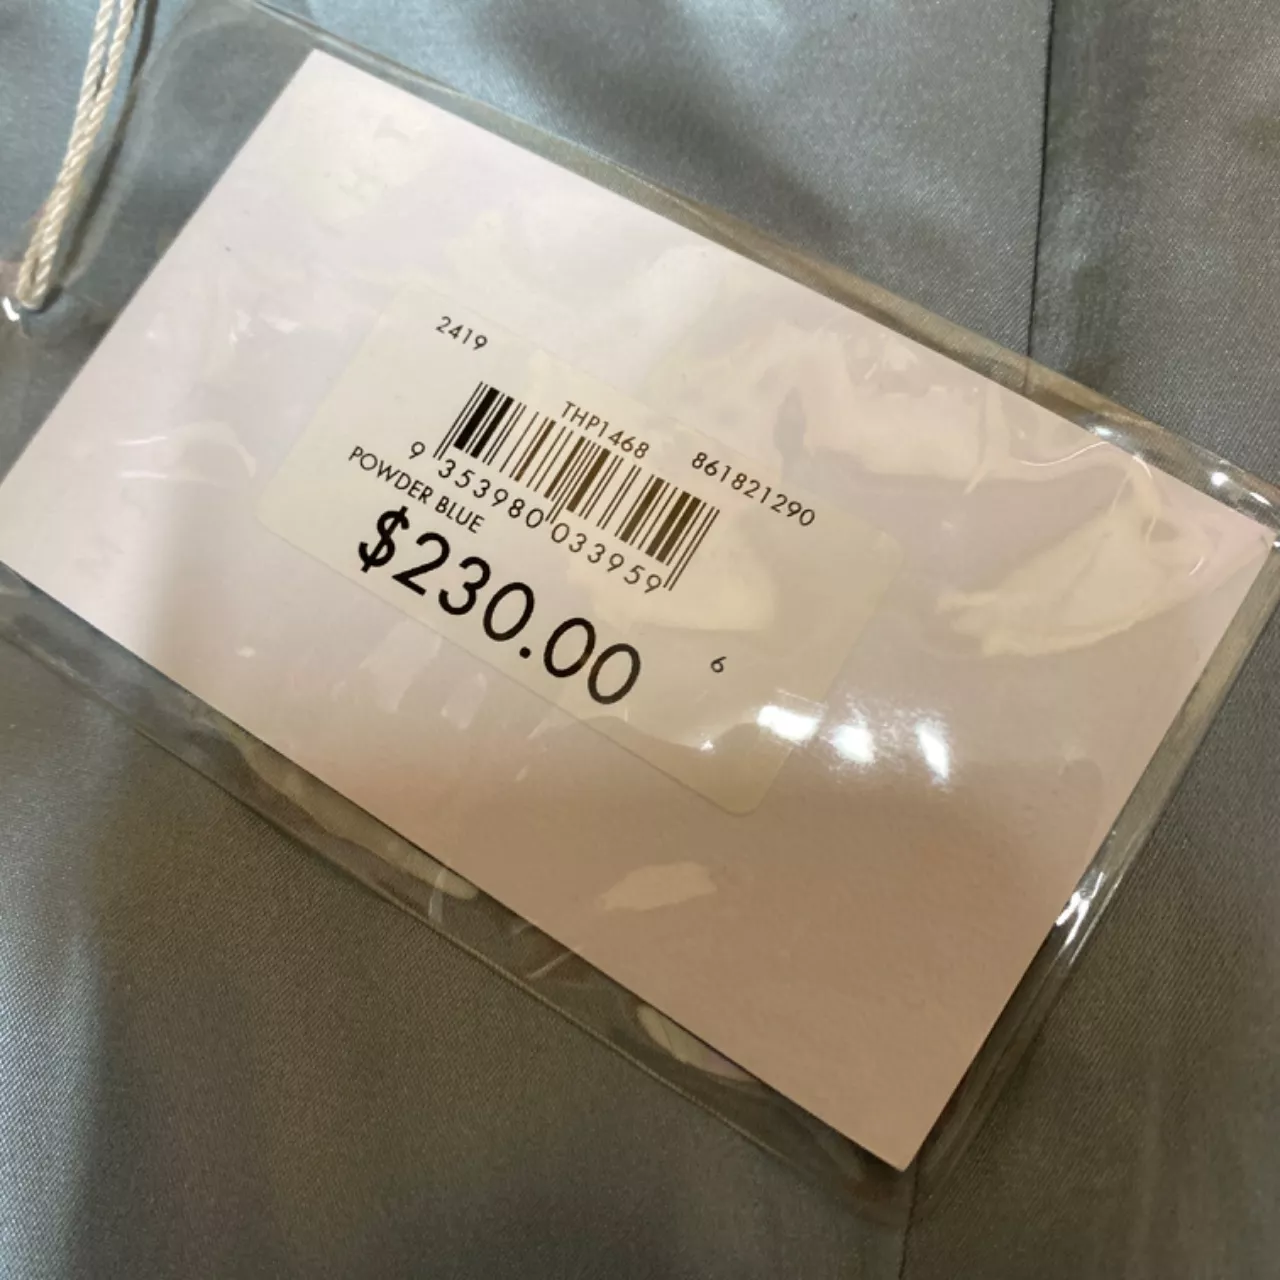 2419
THP1468 861821290
9 353980 033959
POWDER BLUE
$230.00
6